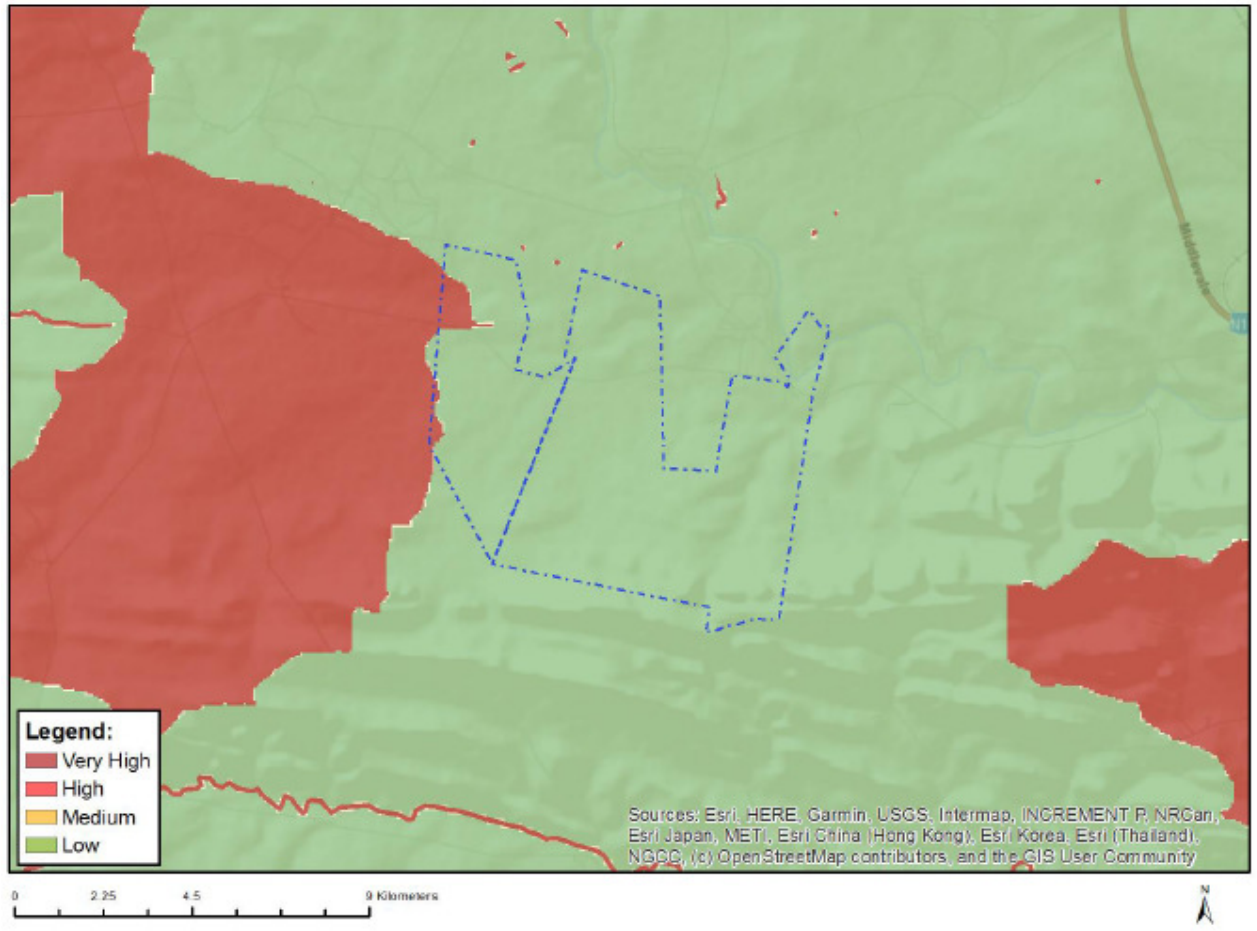 Middlevale
N1
Legend:
Very High
High
Medium
Low
Sources: Esri, HERE, Garmin, USGS, Intermap, INCREMENT P, NRCan,
Esri Japan, METI, Esri China (Hong Kong), Esri Korea, Esri (Thailand),
NGCC, (c) OpenStreetMap contributors, and the GIS User Community
0 2.25 4.5 9 Kilometers
N